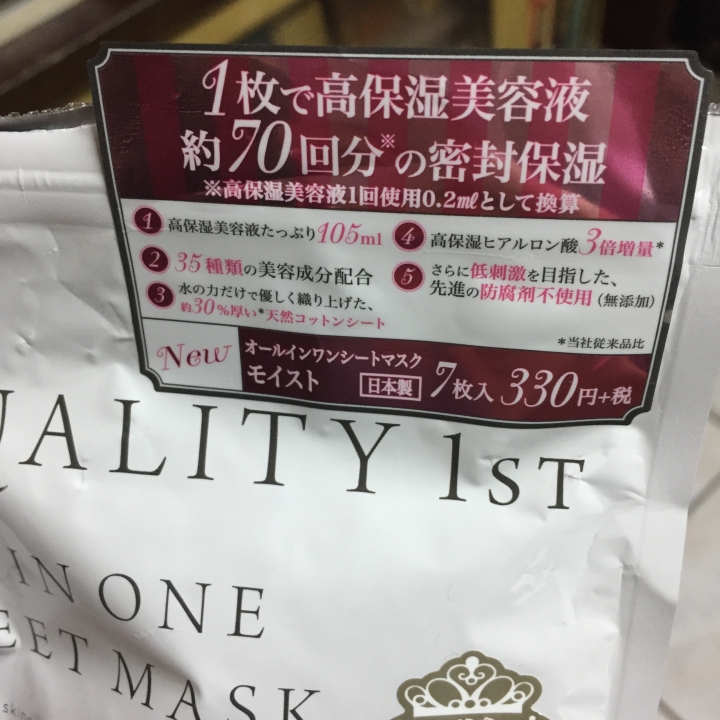 1枚で高保湿美容液
約70回分※の密封保湿
※高保湿美容液1回使用0.2mlとして換算
1 高保湿美容液たっぷり105ml
2 35種類の美容成分配合
3 水の力だけで優しく織り上げた、
約30%厚い*天然コットンシート
4 高保湿ヒアルロン酸3倍増量*
5 さらに低刺激を目指した、
先進の防腐剤不使用(無添加)
*当社従来品比
New オールインワンシートマスク
モイスト 日本製 7枚入 330円+税
QUALITY 1ST
IN ONE
EET MASK